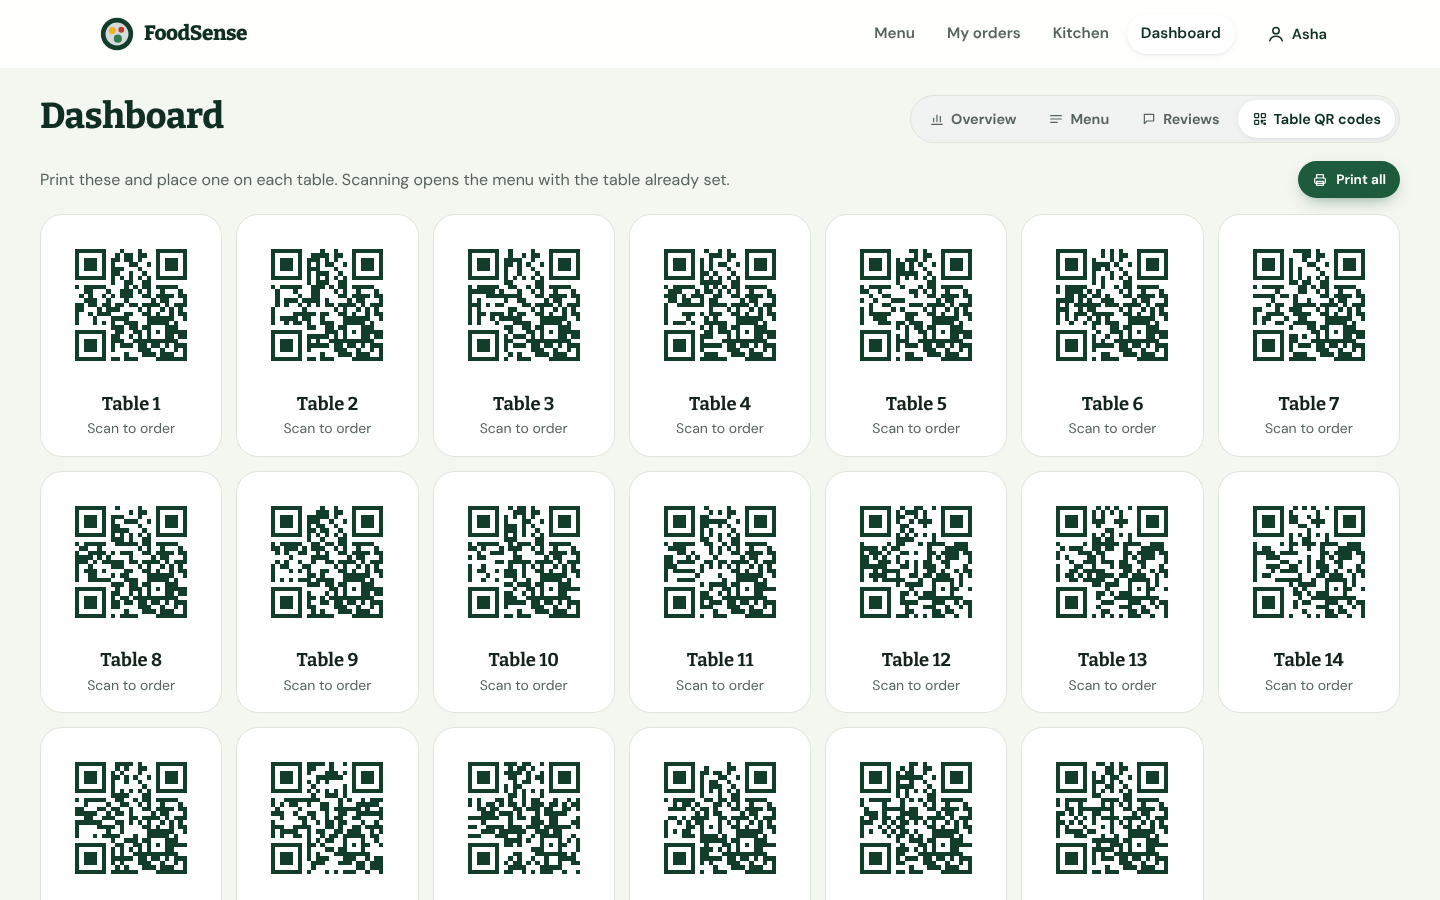 FoodSense
Menu
My orders
Kitchen
Dashboard
Asha
Dashboard
Overview
Menu
Reviews
Table QR codes
Print these and place one on each table. Scanning opens the menu with the table already set.
Print all
Table 1
Scan to order
Table 2
Scan to order
Table 3
Scan to order
Table 4
Scan to order
Table 5
Scan to order
Table 6
Scan to order
Table 7
Scan to order
Table 8
Scan to order
Table 9
Scan to order
Table 10
Scan to order
Table 11
Scan to order
Table 12
Scan to order
Table 13
Scan to order
Table 14
Scan to order